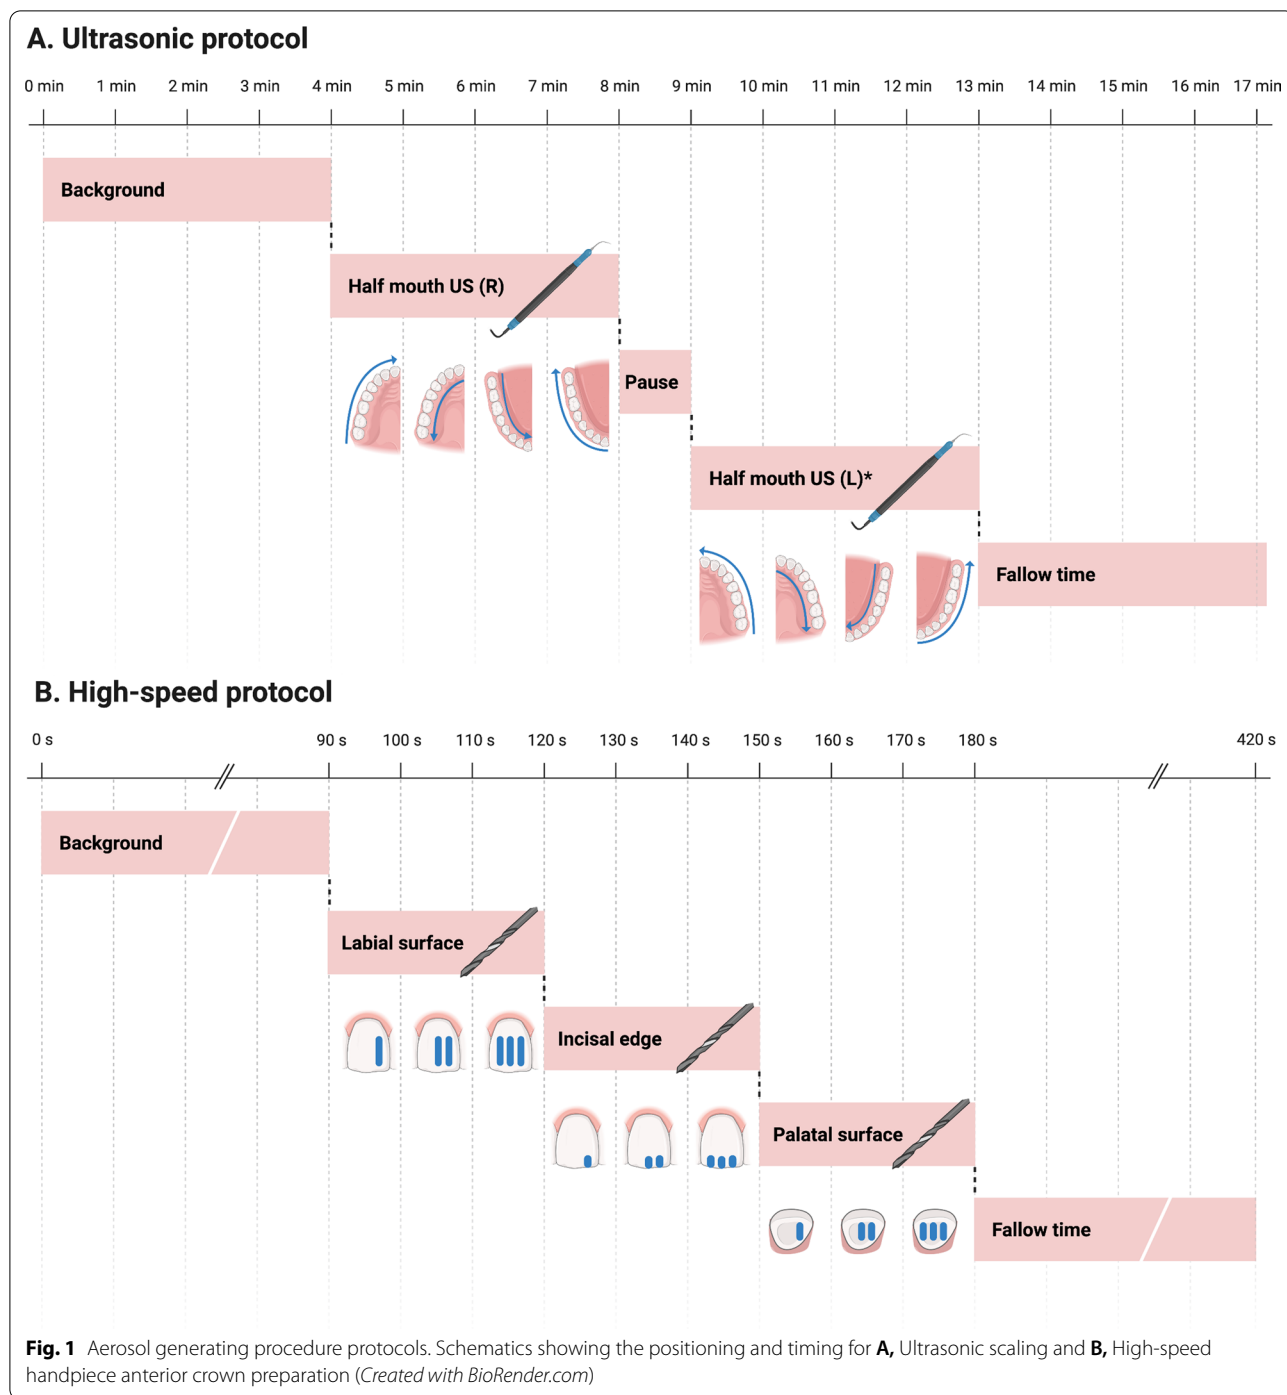 A. Ultrasonic protocol
0 min 1 min 2 min 3 min 4 min 5 min 6 min 7 min 8 min 9 min 10 min 11 min 12 min 13 min 14 min 15 min 16 min 17 min
Background
Half mouth US (R)
Pause
Half mouth US (L)*
Fallow time
B. High-speed protocol
0 s 90 s 100 s 110 s 120 s 130 s 140 s 150 s 160 s 170 s 180 s 420 s
Background
Labial surface
Incisal edge
Palatal surface
Fallow time
Fig. 1 Aerosol generating procedure protocols. Schematics showing the positioning and timing for A, Ultrasonic scaling and B, High-speed
handpiece anterior crown preparation (Created with BioRender.com)